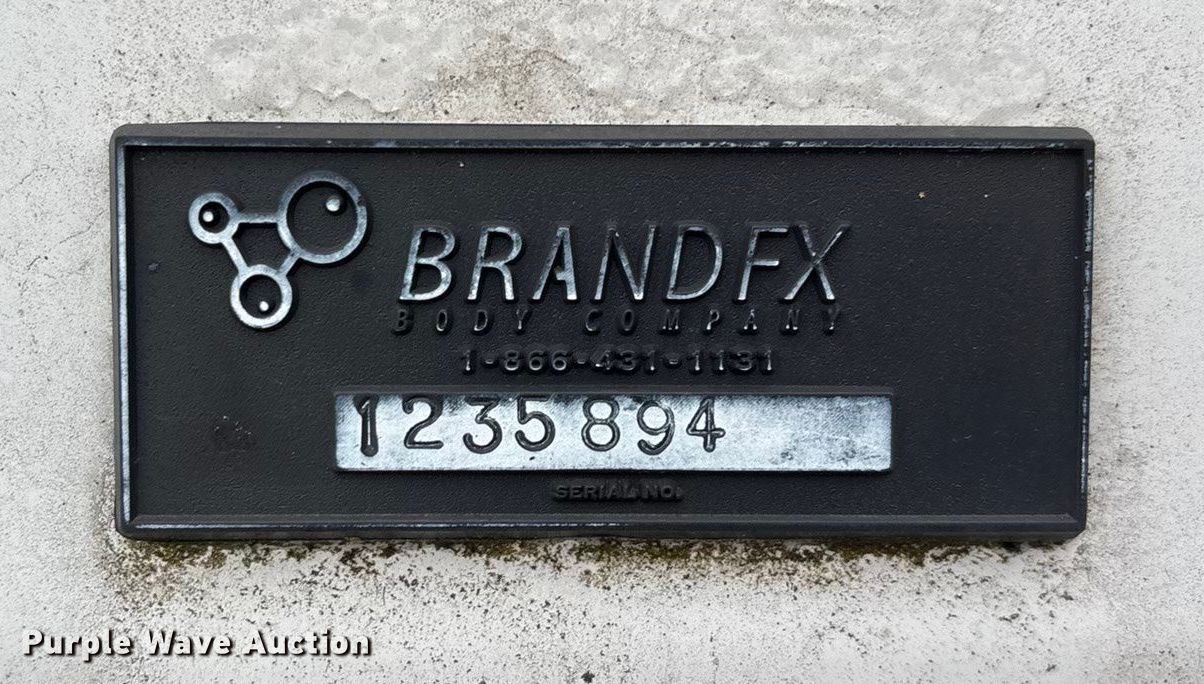 BRANDFX
BODY COMPANY
1-866-431-1131
1235894
SERIAL NO.
Purple Wave Auction